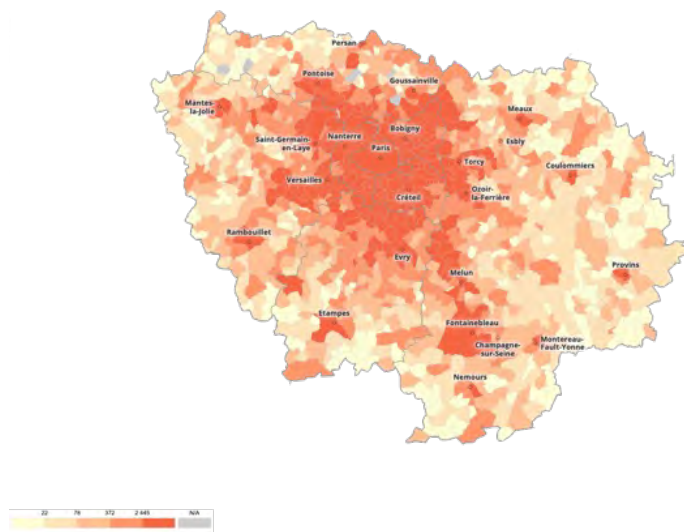 Persan
Pontoise
Goussainville
Mantes-
la-Jolie
Meaux
Saint-Germain-
en-Laye
Nanterre
Bobigny
Paris
Esbly
Torcy
Coulommiers
Versailles
Créteil
Ozoir-
la-Ferrière
Rambouillet
Evry
Melun
Provins
Etampes
Fontainebleau
Champagne-
sur-Seine
Montereau-
Fault-Yonne
Nemours
22 78 372 2 445 N/A